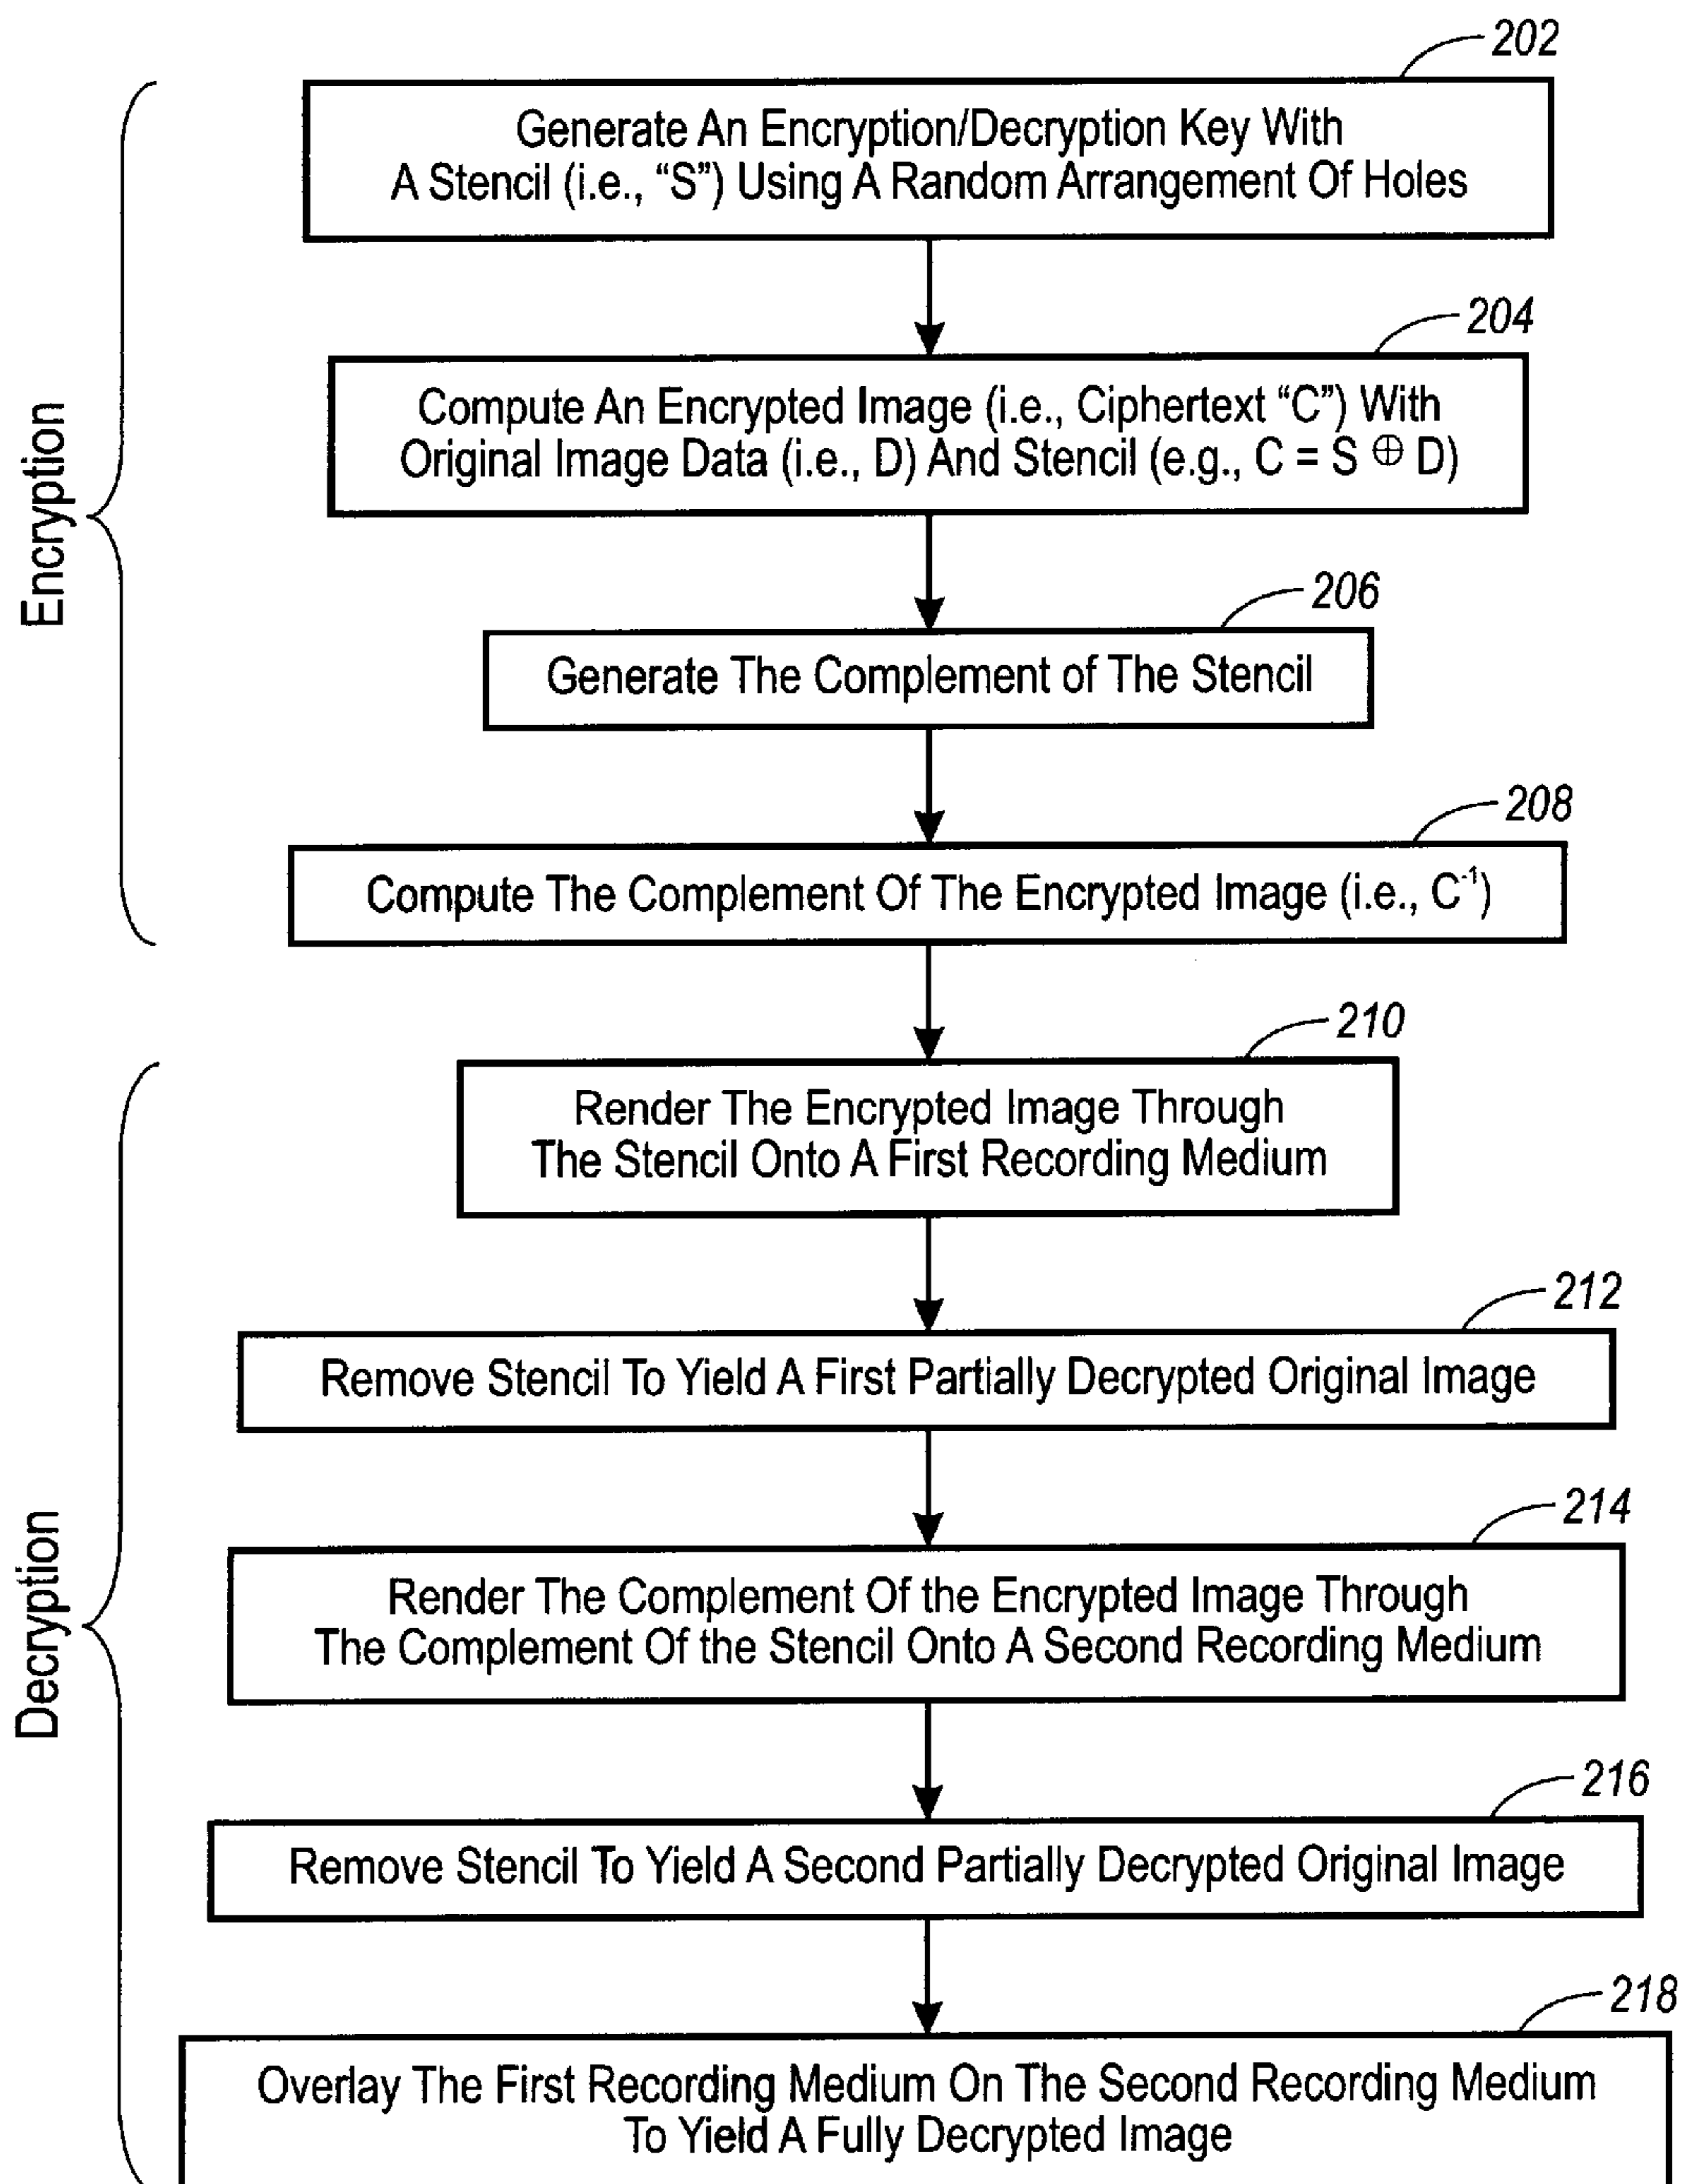 202
Generate An Encryption/Decryption Key With
A Stencil (i.e., “S”) Using A Random Arrangement Of Holes
204
Compute An Encrypted Image (i.e., Ciphertext “C”) With
Original Image Data (i.e., D) And Stencil (e.g., C = S ⊕ D)
Encryption
206
Generate The Complement of The Stencil
208
Compute The Complement Of The Encrypted Image (i.e., C⁻¹)
210
Render The Encrypted Image Through
The Stencil Onto A First Recording Medium
212
Remove Stencil To Yield A First Partially Decrypted Original Image
Decryption
214
Render The Complement Of the Encrypted Image Through
The Complement Of the Stencil Onto A Second Recording Medium
216
Remove Stencil To Yield A Second Partially Decrypted Original Image
218
Overlay The First Recording Medium On The Second Recording Medium
To Yield A Fully Decrypted Image